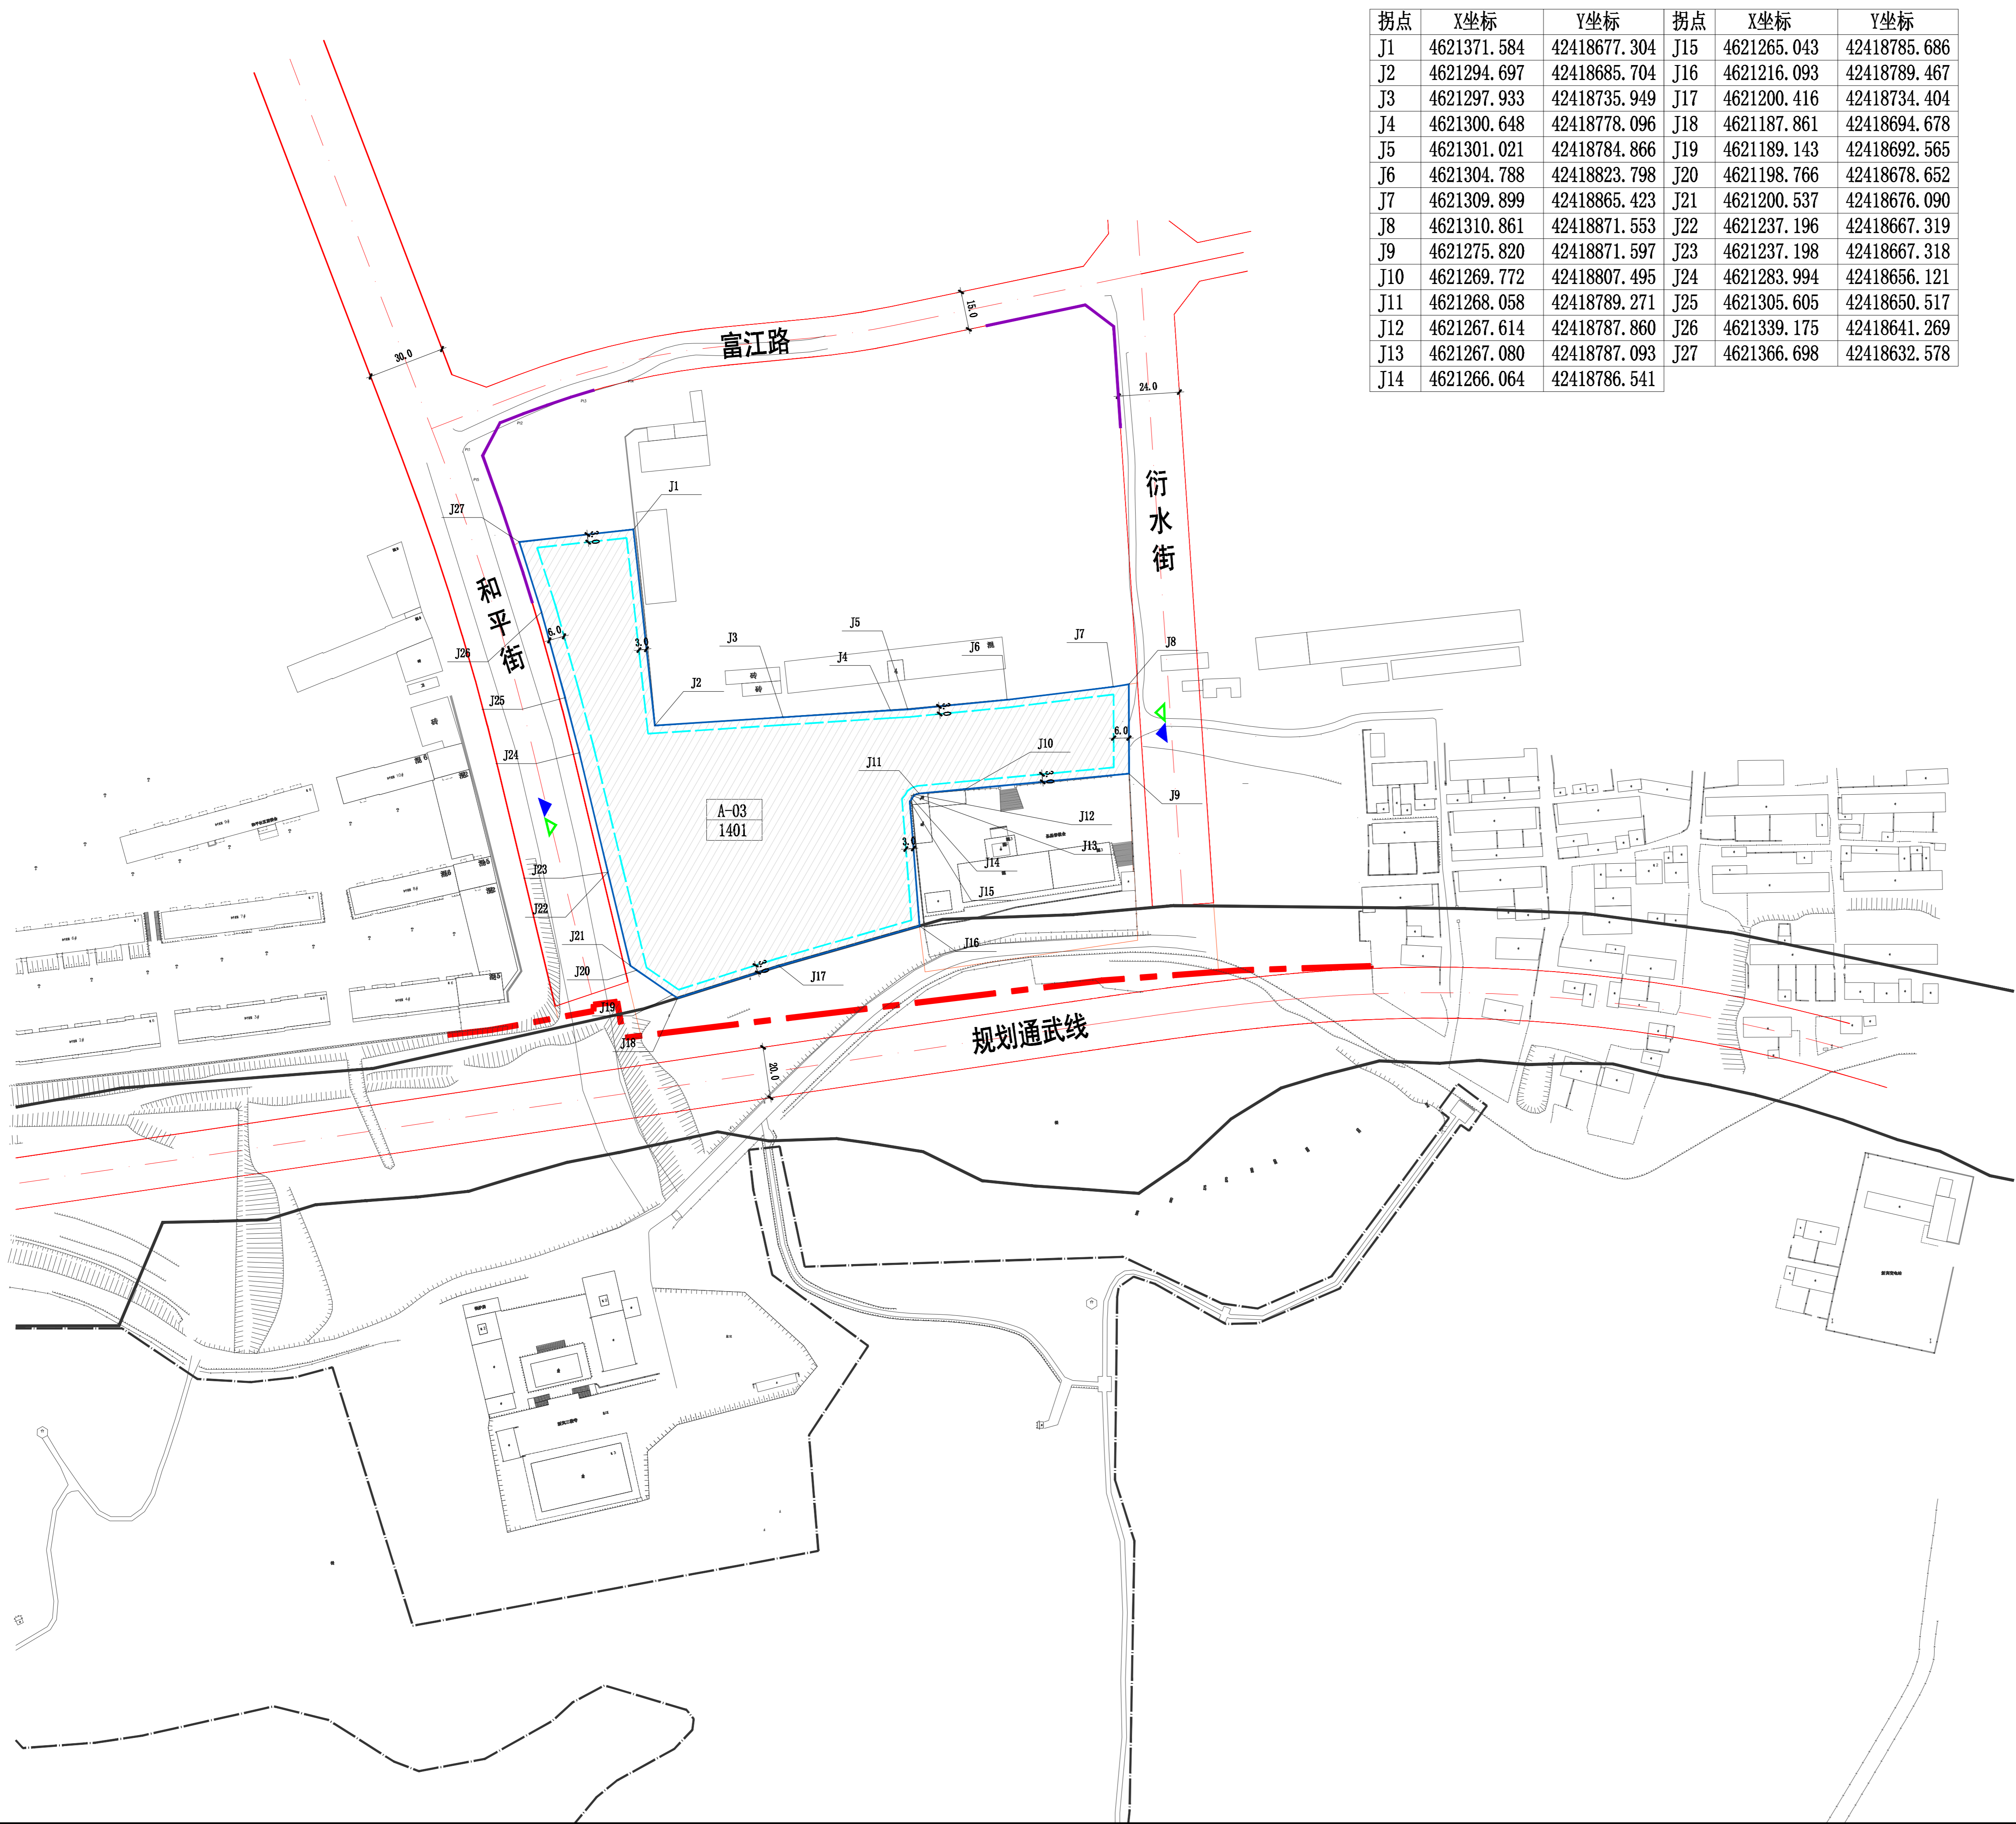 拐点 X坐标 Y坐标 拐点 X坐标 Y坐标
J1 4621371.584 42418677.304 J15 4621265.043 42418785.686
J2 4621294.697 42418685.704 J16 4621216.093 42418789.467
J3 4621297.933 42418735.949 J17 4621200.416 42418734.404
J4 4621300.648 42418778.096 J18 4621187.861 42418694.678
J5 4621301.021 42418784.866 J19 4621189.143 42418692.565
J6 4621304.788 42418823.798 J20 4621198.766 42418678.652
J7 4621309.899 42418865.423 J21 4621200.537 42418676.090
J8 4621310.861 42418871.553 J22 4621237.196 42418667.319
J9 4621275.820 42418871.597 J23 4621237.198 42418667.318
J10 4621269.772 42418807.495 J24 4621283.994 42418656.121
J11 4621268.058 42418789.271 J25 4621305.605 42418650.517
J12 4621267.614 42418787.860 J26 4621339.175 42418641.269
J13 4621267.080 42418787.093 J27 4621366.698 42418632.578
J14 4621266.064 42418786.541
15.0
富江路
30.0
24.0
衍水街
J1
J27
3.0
和平街
6.0
3.0
J26
J3
J5
J7
J8
J4
J6
混
砖
砖
J2
J25
3.0
砖
6.0
J24
J10
J11
3.0
J9
A-03
1401
J12
3.0
J13
J14
J23
J15
J22
J21
J16
J20
3.0
J17
J19
J18
规划通武线
20.0